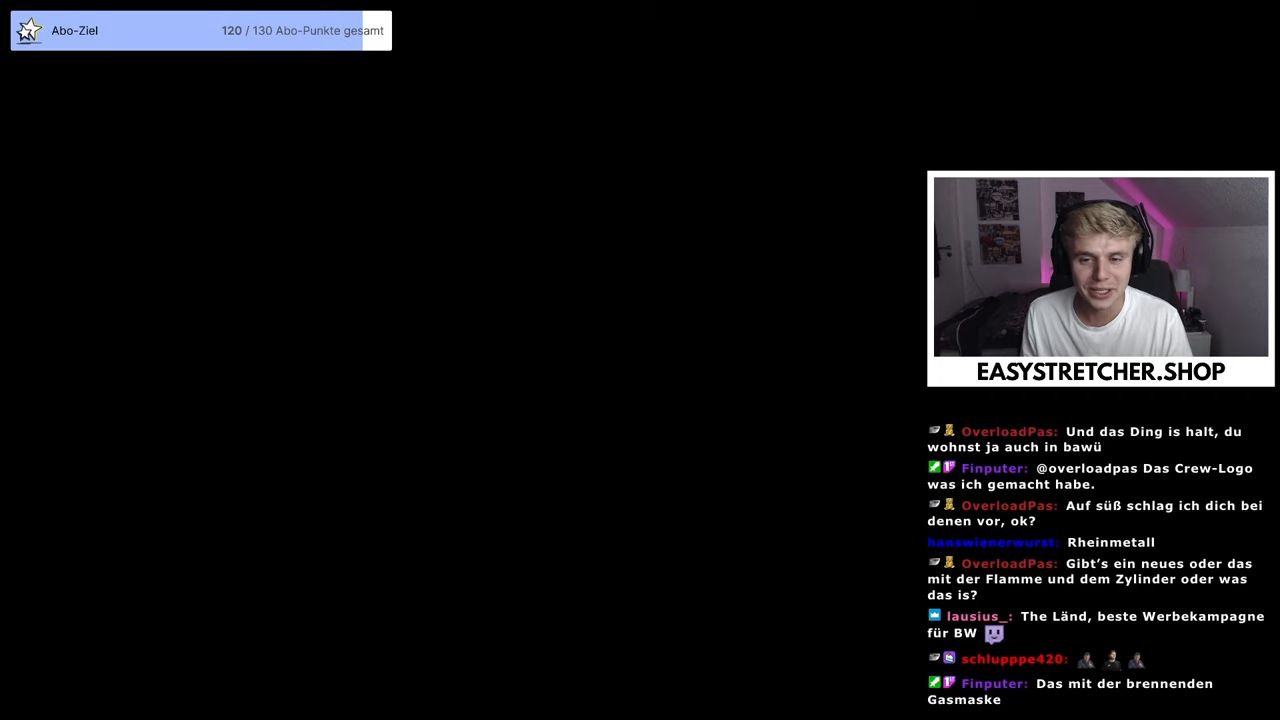 Abo-Ziel 120 / 130 Abo-Punkte gesamt
EASYSTRETCHER.SHOP
OverloadPas: Und das Ding is halt, du
wohnst ja auch in bawü
Finputer: @overloadpas Das Crew-Logo
was ich gemacht habe.
OverloadPas: Auf süß schlag ich dich bei
denen vor, ok?
hanswienerwurst: Rheinmetall
OverloadPas: Gibt’s ein neues oder das
mit der Flamme und dem Zylinder oder was
das is?
lausius_: The Länd, beste Werbekampagne
für BW
schlupppe420:
Finputer: Das mit der brennenden
Gasmaske